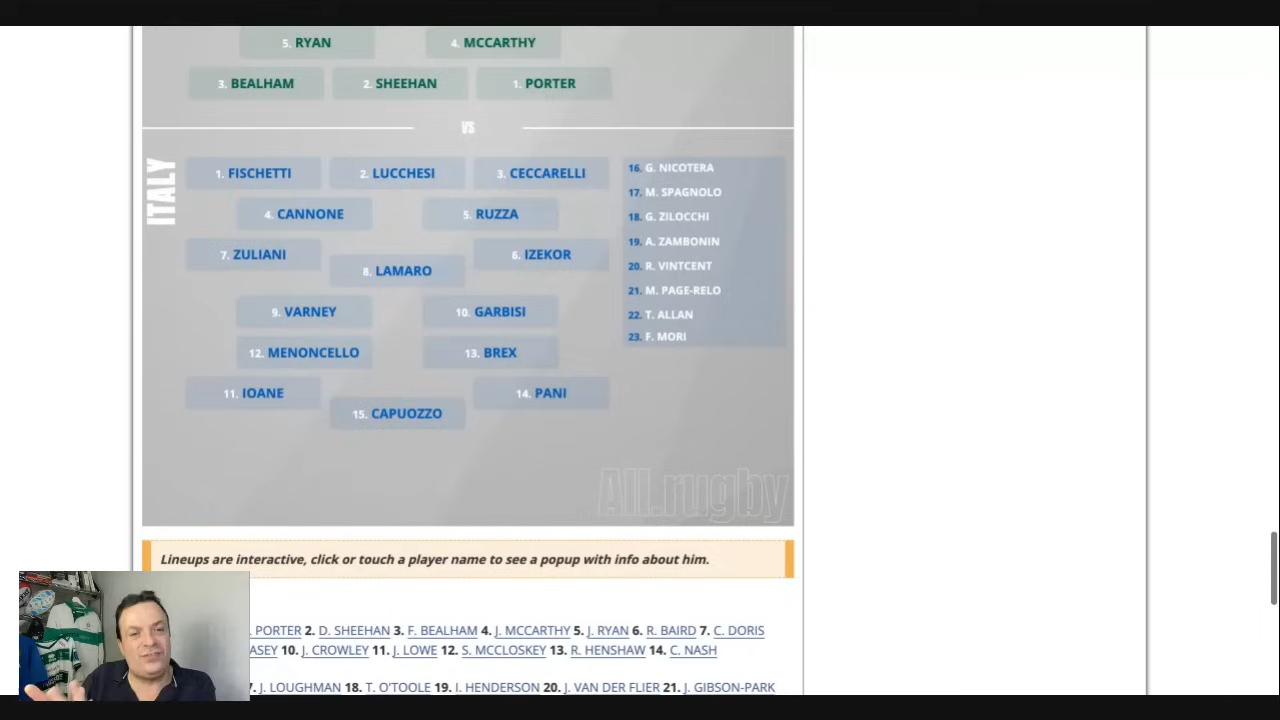 5. RYAN 4. MCCARTHY
3. BEALHAM 2. SHEEHAN 1. PORTER
VS
ITALY
1. FISCHETTI 2. LUCCHESI 3. CECCARELLI
4. CANNONE 5. RUZZA
7. ZULIANI 6. IZEKOR
8. LAMARO
9. VARNEY 10. GARBISI
12. MENONCELLO 13. BREX
11. IOANE 14. PANI
15. CAPUOZZO
16. G. NICOTERA
17. M. SPAGNOLO
18. G. ZILOCCHI
19. A. ZAMBONIN
20. R. VINTCENT
21. M. PAGE-RELO
22. T. ALLAN
23. F. MORI
All.rugby
Lineups are interactive, click or touch a player name to see a popup with info about him.
. PORTER 2. D. SHEEHAN 3. F. BEALHAM 4. J. MCCARTHY 5. J. RYAN 6. R. BAIRD 7. C. DORIS
ASEY 10. J. CROWLEY 11. J. LOWE 12. S. MCCLOSKEY 13. R. HENSHAW 14. C. NASH
. J. LOUGHMAN 18. T. O'TOOLE 19. I. HENDERSON 20. J. VAN DER FLIER 21. J. GIBSON-PARK